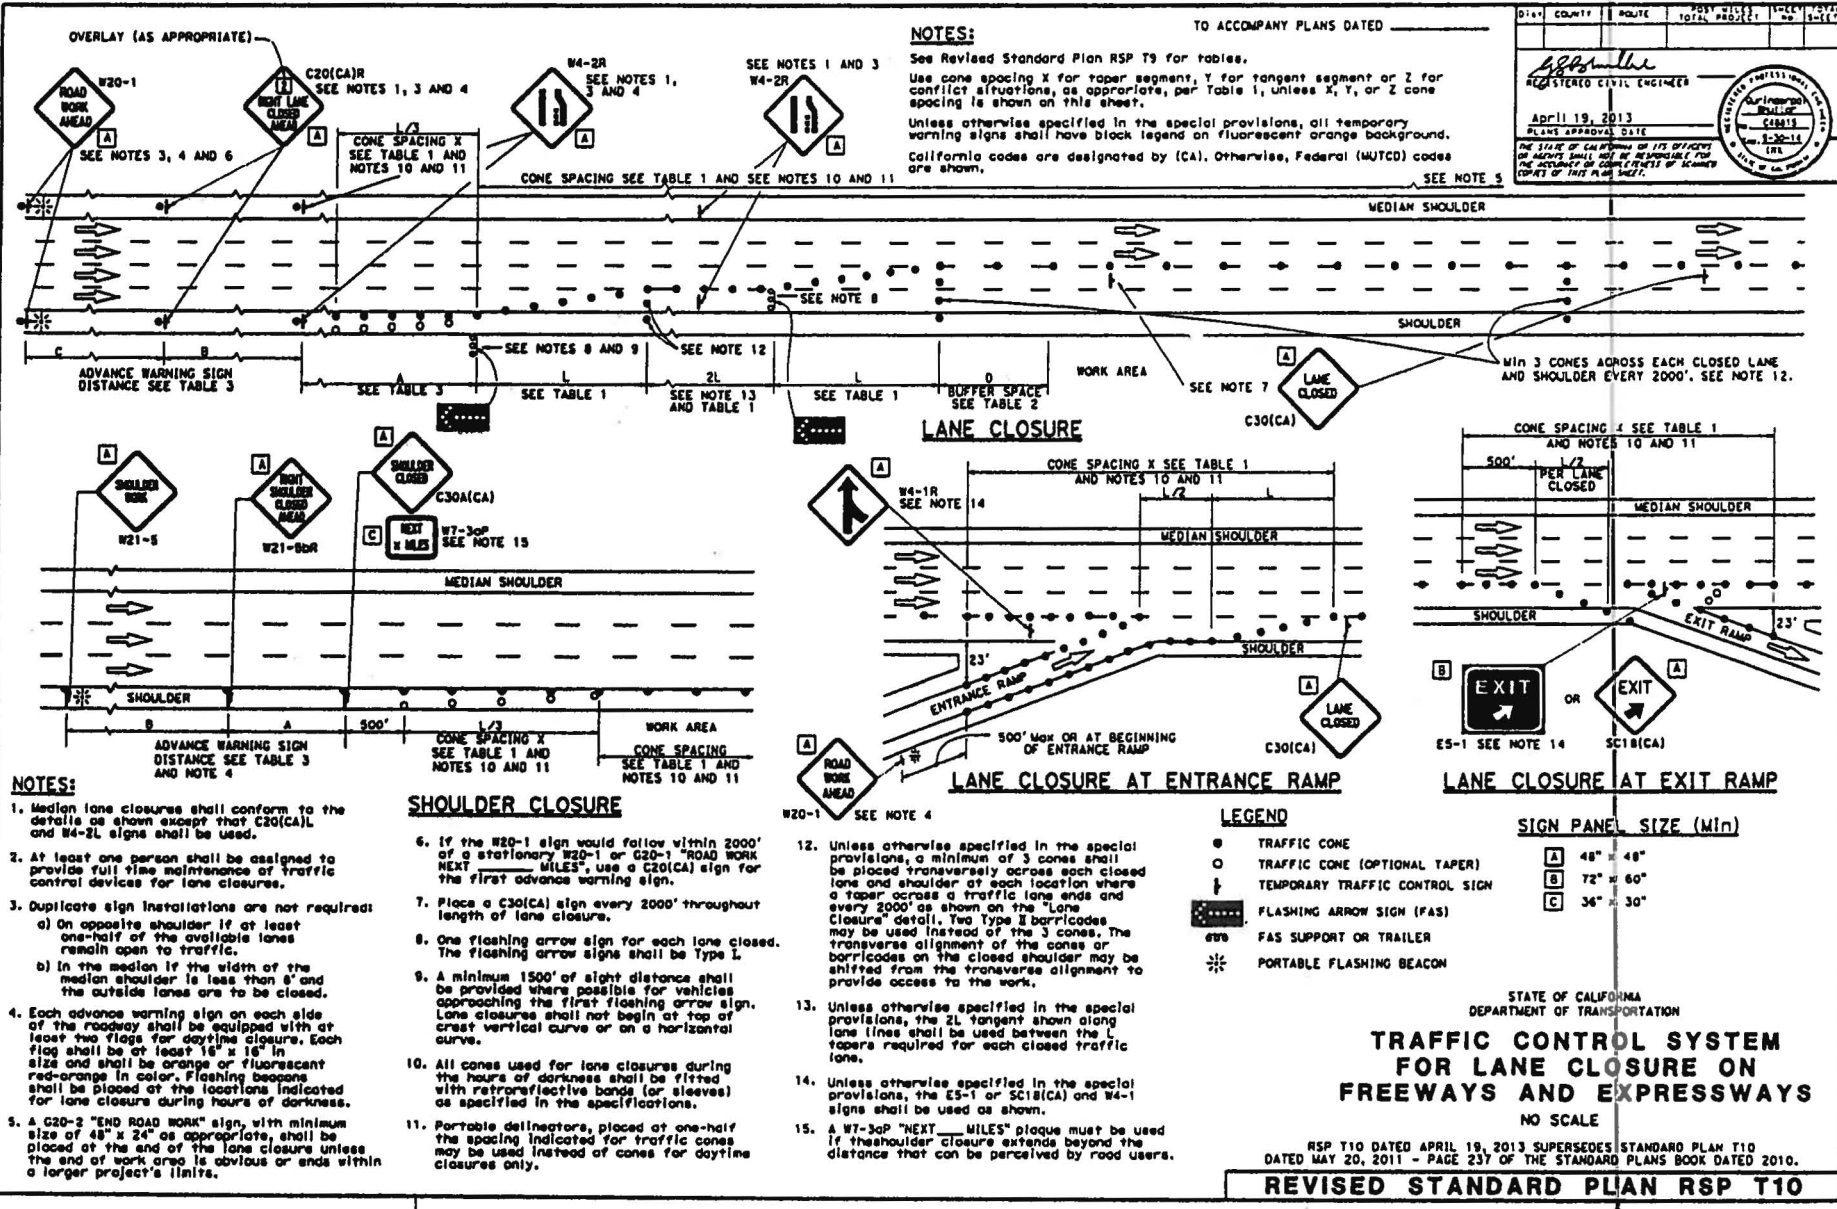 TO ACCOMPANY PLANS DATED
DIST COUNTY ROUTE POST MILES TOTAL PROJECT SHEET No. TOTAL SHEETS
REGISTERED CIVIL ENGINEER
April 19, 2013
PLANS APPROVAL DATE
THE STATE OF CALIFORNIA OR ITS OFFICERS
OR AGENTS SHALL NOT BE RESPONSIBLE FOR
THE ACCURACY OR COMPLETENESS OF SCANNED
COPIES OF THIS PLAN SHEET.
NOTES:
See Revised Standard Plan RSP T9 for tables.
Use cone spacing X for taper segment, Y for tangent segment or Z for
conflict situations, as approriate, per Table 1, unless X, Y, or Z cone
spacing is shown on this sheet.
Unless otherwise specified in the special provisions, all temporary
warning signs shall have black legend on fluorescent orange background.
California codes are designated by (CA). Otherwise, Federal (MUTCD) codes
are shown.
OVERLAY (AS APPROPRIATE)
ROAD WORK AHEAD
W20-1
A
SEE NOTES 3, 4 AND 6
2
RIGHT LANE CLOSED AHEAD
C20(CA)R
SEE NOTES 1, 3 AND 4
A
L/3
CONE SPACING X
SEE TABLE 1 AND
NOTES 10 AND 11
W4-2R
SEE NOTES 1,
3 AND 4
A
SEE NOTES 1 AND 3
W4-2R
A
CONE SPACING SEE TABLE 1 AND SEE NOTES 10 AND 11
SEE NOTE 5
MEDIAN SHOULDER
SEE NOTE 8
SHOULDER
SEE NOTES 8 AND 9
SEE NOTE 12
C
B
ADVANCE WARNING SIGN
DISTANCE SEE TABLE 3
A
SEE TABLE 3
L
SEE TABLE 1
2L
SEE NOTE 13
AND TABLE 1
L
SEE TABLE 1
D
BUFFER SPACE
SEE TABLE 2
WORK AREA
SEE NOTE 7
A
LANE CLOSED
C30(CA)
Min 3 CONES ACROSS EACH CLOSED LANE
AND SHOULDER EVERY 2000'. SEE NOTE 12.
LANE CLOSURE
A
SHOULDER WORK
W21-5
A
RIGHT SHOULDER CLOSED AHEAD
W21-5bR
A
SHOULDER CLOSED
C30A(CA)
C
NEXT X MILES
W7-3aP
SEE NOTE 15
MEDIAN SHOULDER
SHOULDER
B
A
500'
L/3
WORK AREA
ADVANCE WARNING SIGN
DISTANCE SEE TABLE 3
AND NOTE 4
CONE SPACING X
SEE TABLE 1 AND
NOTES 10 AND 11
CONE SPACING
SEE TABLE 1 AND
NOTES 10 AND 11
SHOULDER CLOSURE
A
W4-1R
SEE NOTE 14
CONE SPACING X SEE TABLE 1
AND NOTES 10 AND 11
L/2
L
MEDIAN SHOULDER
SHOULDER
23'
ENTRANCE RAMP
500' Max OR AT BEGINNING
OF ENTRANCE RAMP
A
ROAD WORK AHEAD
W20-1
SEE NOTE 4
A
LANE CLOSED
C30(CA)
LANE CLOSURE AT ENTRANCE RAMP
CONE SPACING X SEE TABLE 1
AND NOTES 10 AND 11
500'
L/2
PER LANE
CLOSED
MEDIAN SHOULDER
SHOULDER
EXIT RAMP
23'
B
EXIT
E5-1 SEE NOTE 14
OR
A
EXIT
SC18(CA)
LANE CLOSURE AT EXIT RAMP
NOTES:
1. Median lane closures shall conform to the
details as shown except that C20(CA)L
and W4-2L signs shall be used.
2. At least one person shall be assigned to
provide full time maintenance of traffic
control devices for lane closures.
3. Duplicate sign installations are not required:
a) On opposite shoulder if at least
one-half of the available lanes
remain open to traffic.
b) In the median if the width of the
median shoulder is less than 8' and
the outside lanes are to be closed.
4. Each advance warning sign on each side
of the roadway shall be equipped with at
least two flags for daytime closure. Each
flag shall be at least 16" x 16" in
size and shall be orange or fluorescent
red-orange in color. Flashing beacons
shall be placed at the locations indicated
for lane closure during hours of darkness.
5. A G20-2 "END ROAD WORK" sign, with minimum
size of 48" x 24" as appropriate, shall be
placed at the end of the lane closure unless
the end of work area is obvious or ends within
a larger project's limits.
6. If the W20-1 sign would follow within 2000'
of a stationary W20-1 or G20-1 "ROAD WORK
NEXT ____ MILES", use a C20(CA) sign for
the first advance warning sign.
7. Place a C30(CA) sign every 2000' throughout
length of lane closure.
8. One flashing arrow sign for each lane closed.
The flashing arrow signs shall be Type I.
9. A minimum 1500' of sight distance shall
be provided where possible for vehicles
approaching the first flashing arrow sign.
Lane closures shall not begin at top of
crest vertical curve or on a horizontal
curve.
10. All cones used for lane closures during
the hours of darkness shall be fitted
with retroreflective bands (or sleeves)
as specified in the specifications.
11. Portable delineators, placed at one-half
the spacing indicated for traffic cones
may be used instead of cones for daytime
closures only.
12. Unless otherwise specified in the special
provisions, a minimum of 3 cones shall
be placed transversely across each closed
lane and shoulder at each location where
a taper across a traffic lane ends and
every 2000' as shown on the "Lane
Closure" detail. Two Type II barricades
may be used instead of the 3 cones. The
transverse alignment of the cones or
barricades on the closed shoulder may be
shifted from the transverse alignment to
provide access to the work.
13. Unless otherwise specified in the special
provisions, the 2L tangent shown along
lane lines shall be used between the L
tapers required for each closed traffic
lane.
14. Unless otherwise specified in the special
provisions, the E5-1 or SC18(CA) and W4-1
signs shall be used as shown.
15. A W7-3aP "NEXT ___ MILES" plaque must be used
if theshoulder closure extends beyond the
distance that can be perceived by road users.
LEGEND
TRAFFIC CONE
TRAFFIC CONE (OPTIONAL TAPER)
TEMPORARY TRAFFIC CONTROL SIGN
FLASHING ARROW SIGN (FAS)
FAS SUPPORT OR TRAILER
PORTABLE FLASHING BEACON
SIGN PANEL SIZE (Min)
A 48" x 48"
B 72" x 60"
C 36" x 30"
STATE OF CALIFORNIA
DEPARTMENT OF TRANSPORTATION
TRAFFIC CONTROL SYSTEM
FOR LANE CLOSURE ON
FREEWAYS AND EXPRESSWAYS
NO SCALE
RSP T10 DATED APRIL 19, 2013 SUPERSEDES STANDARD PLAN T10
DATED MAY 20, 2011 - PAGE 237 OF THE STANDARD PLANS BOOK DATED 2010.
REVISED STANDARD PLAN RSP T10